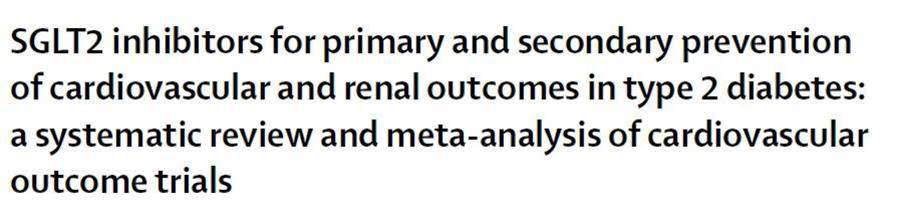 SGLT2 inhibitors for primary and secondary prevention
of cardiovascular and renal outcomes in type 2 diabetes:
a systematic review and meta-analysis of cardiovascular
outcome trials